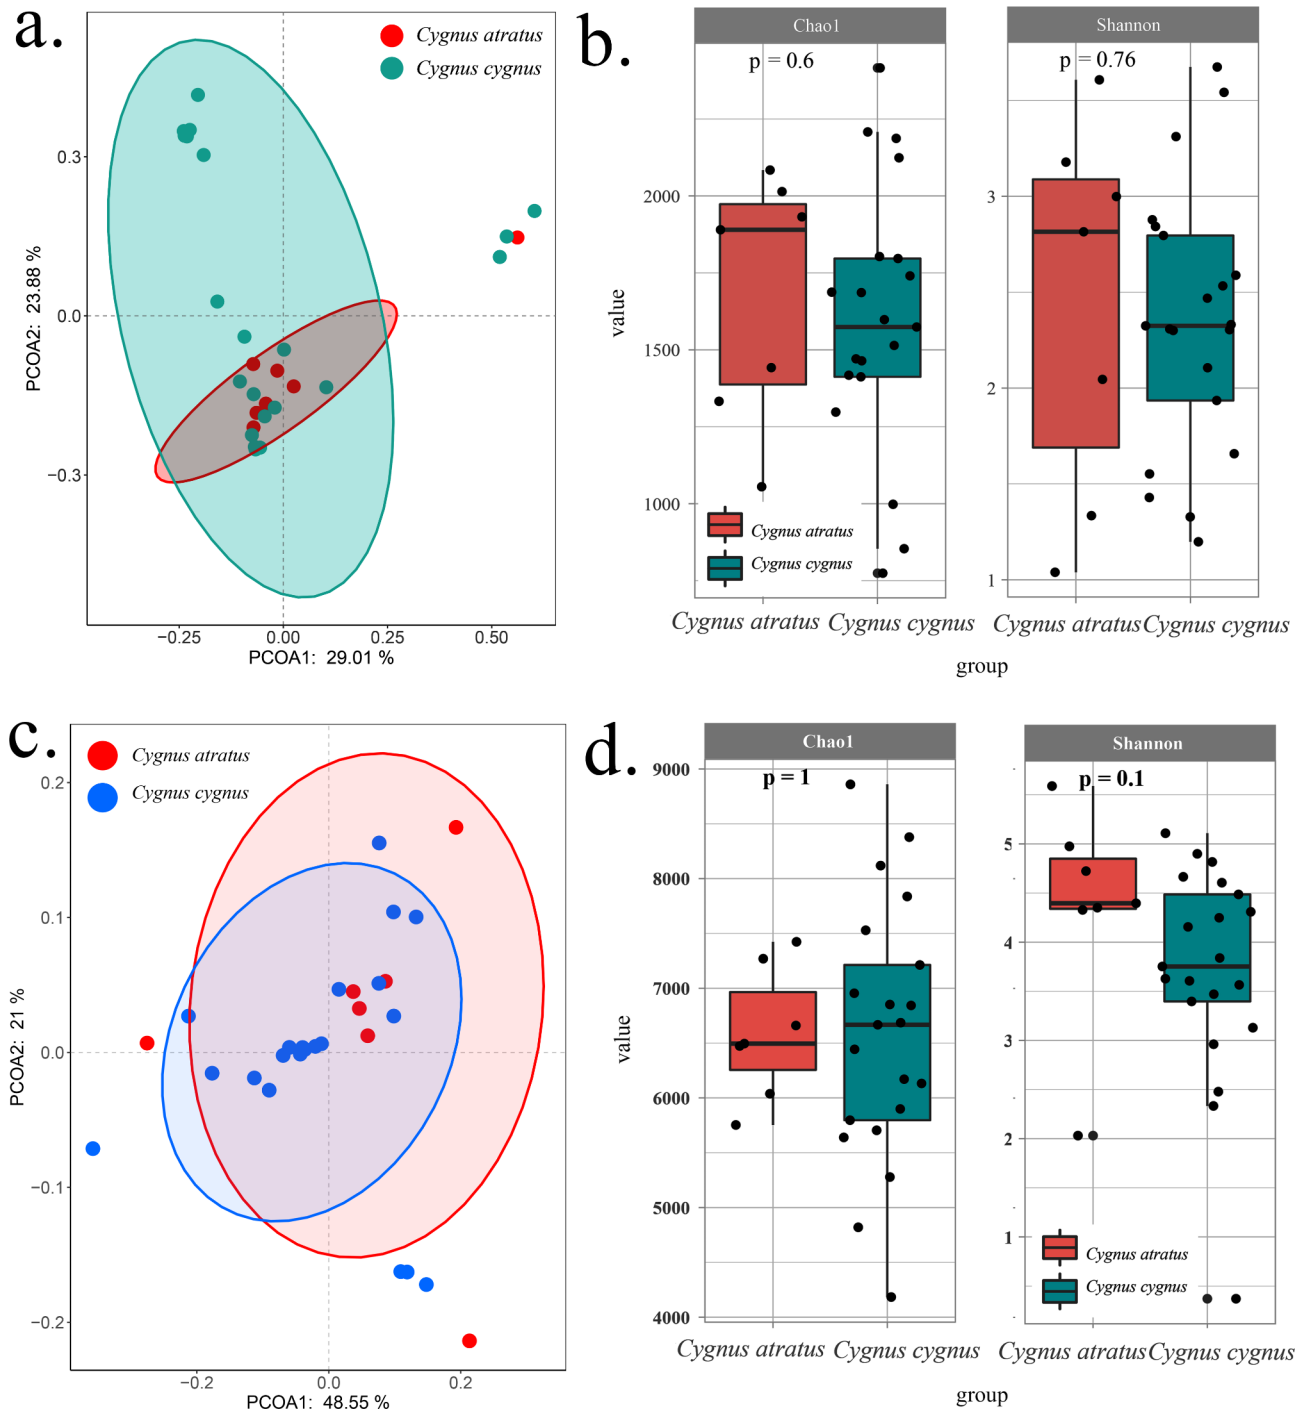 a.
Cygnus atratus
Cygnus cygnus
0.3
0.0
−0.3
PCOA2: 23.88 %
−0.25
0.00
0.25
0.50
PCOA1: 29.01 %
b.
Chao1
Shannon
p = 0.6
p = 0.76
2000
1500
1000
value
3
2
1
Cygnus atratus
Cygnus cygnus
Cygnus atratus
Cygnus cygnus
Cygnus atratus
Cygnus cygnus
group
c.
Cygnus atratus
Cygnus cygnus
0.2
0.1
0.0
−0.1
−0.2
PCOA2: 21 %
−0.2
0.0
0.2
PCOA1: 48.55 %
d.
Chao1
Shannon
p = 1
p = 0.1
9000
8000
7000
6000
5000
4000
value
5
4
3
2
1
Cygnus atratus
Cygnus cygnus
Cygnus atratus
Cygnus cygnus
Cygnus atratus
Cygnus cygnus
group